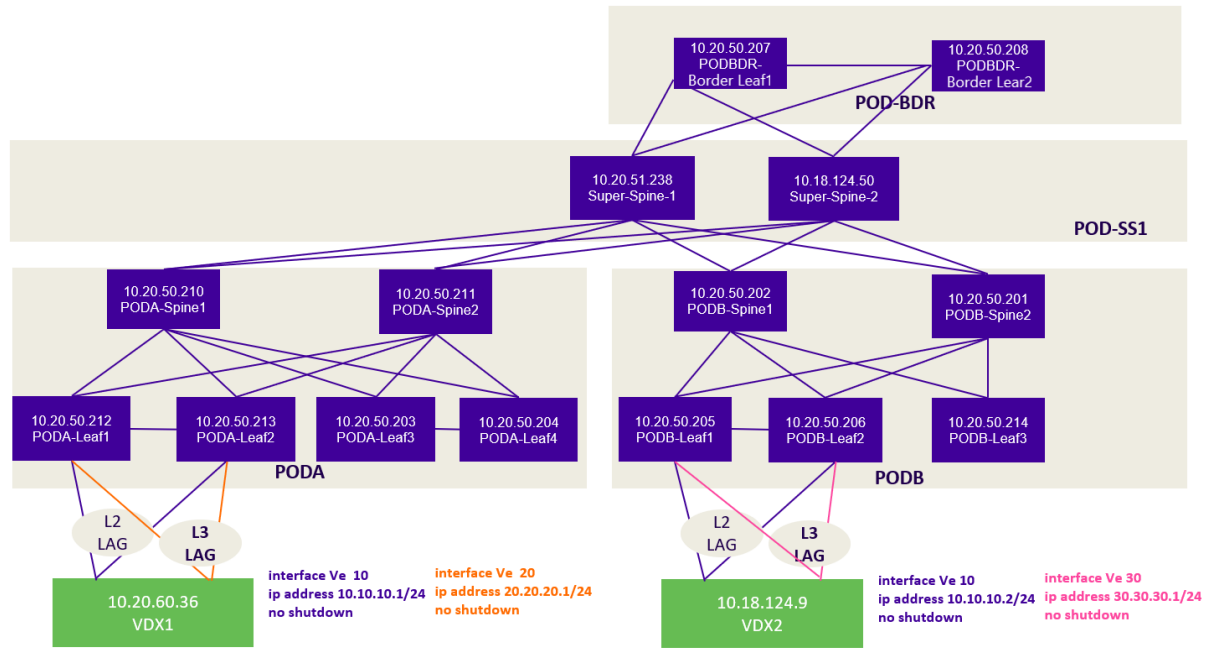 10.20.50.207
PODBDR-
Border Leaf1
10.20.50.208
PODBDR-
Border Lear2
POD-BDR
10.20.51.238
Super-Spine-1
10.18.124.50
Super-Spine-2
POD-SS1
10.20.50.210
PODA-Spine1
10.20.50.211
PODA-Spine2
10.20.50.202
PODB-Spine1
10.20.50.201
PODB-Spine2
10.20.50.212
PODA-Leaf1
10.20.50.213
PODA-Leaf2
10.20.50.203
PODA-Leaf3
10.20.50.204
PODA-Leaf4
10.20.50.205
PODB-Leaf1
10.20.50.206
PODB-Leaf2
10.20.50.214
PODB-Leaf3
PODA
PODB
L2
LAG
L3
LAG
L2
LAG
L3
LAG
10.20.60.36
VDX1
interface Ve  10
ip address 10.10.10.1/24
no shutdown
interface Ve  20
ip address 20.20.20.1/24
no shutdown
10.18.124.9
VDX2
interface Ve 10
ip address 10.10.10.2/24
no shutdown
interface Ve 30
ip address 30.30.30.1/24
no shutdown